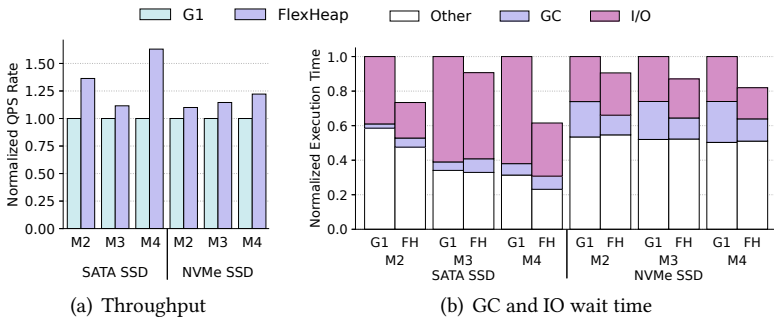 G1 FlexHeap Other GC I/O
Normalized QPS Rate
1.50
1.25
1.00
0.75
0.50
0.25
0.00
M2 M3 M4 M2 M3 M4
SATA SSD NVMe SSD
(a) Throughput
Normalized Execution Time
1.0
0.8
0.6
0.4
0.2
0.0
G1 FH G1 FH G1 FH G1 FH G1 FH G1 FH
M2 M3 M4 M2 M3 M4
SATA SSD NVMe SSD
(b) GC and IO wait time